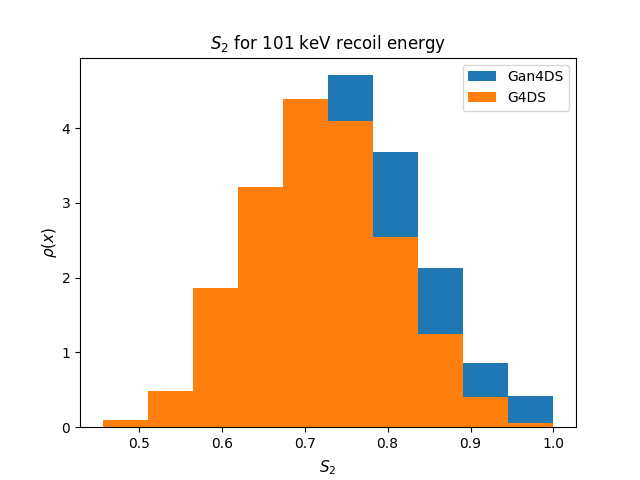 S₂ for 101 keV recoil energy
Gan4DS
G4DS
ρ(x)
4
3
2
1
0
0.5 0.6 0.7 0.8 0.9 1.0
S₂